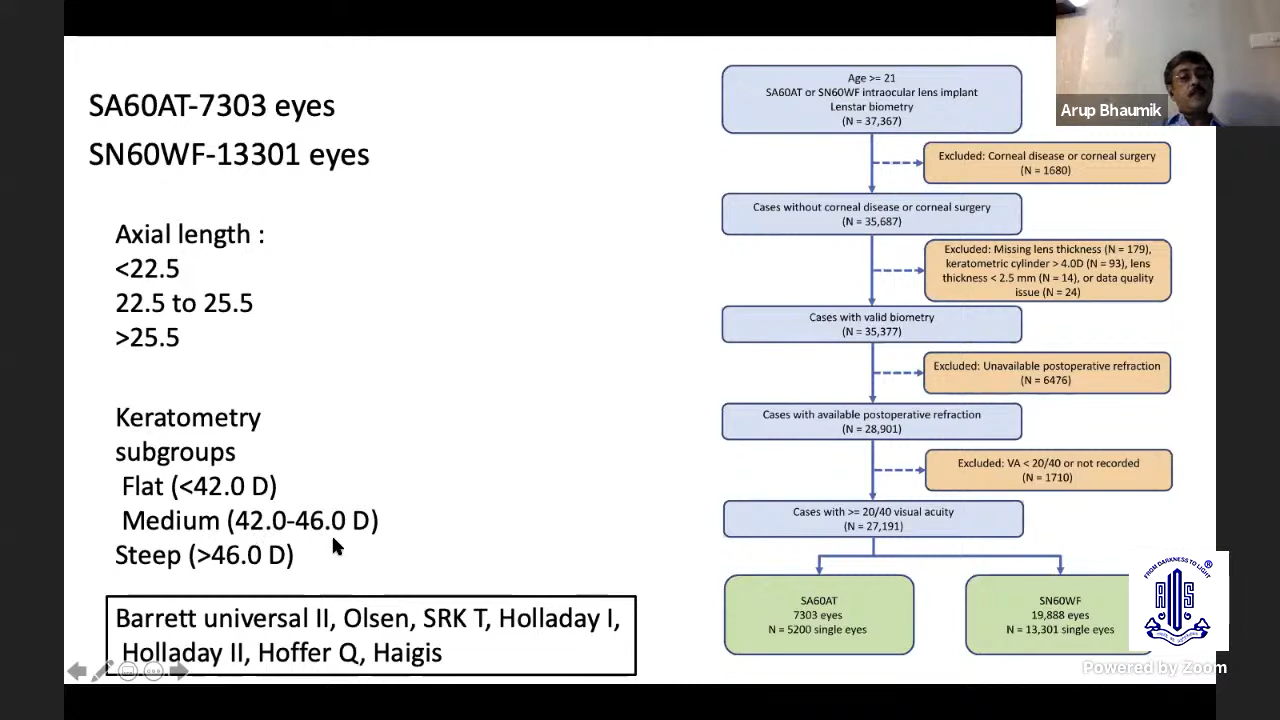 SA60AT-7303 eyes
SN60WF-13301 eyes
Axial length :
<22.5
22.5 to 25.5
>25.5
Keratometry
subgroups
Flat (<42.0 D)
Medium (42.0-46.0 D)
Steep (>46.0 D)
Barrett universal II, Olsen, SRK T, Holladay I,
Holladay II, Hoffer Q, Haigis
Age >= 21
SA60AT or SN60WF intraocular lens implant
Lenstar biometry
(N = 37,367)
Excluded: Corneal disease or corneal surgery
(N = 1680)
Cases without corneal disease or corneal surgery
(N = 35,687)
Excluded: Missing lens thickness (N = 179),
keratometric cylinder > 4.0D (N = 93), lens
thickness < 2.5 mm (N = 14), or data quality
issue (N = 24)
Cases with valid biometry
(N = 35,377)
Excluded: Unavailable postoperative refraction
(N = 6476)
Cases with available postoperative refraction
(N = 28,901)
Excluded: VA < 20/40 or not recorded
(N = 1710)
Cases with >= 20/40 visual acuity
(N = 27,191)
SA60AT
7303 eyes
N = 5200 single eyes
SN60WF
19,888 eyes
N = 13,301 single eyes
Arup Bhaumik
FROM DARKNESS TO LIGHT
Powered by Zoom